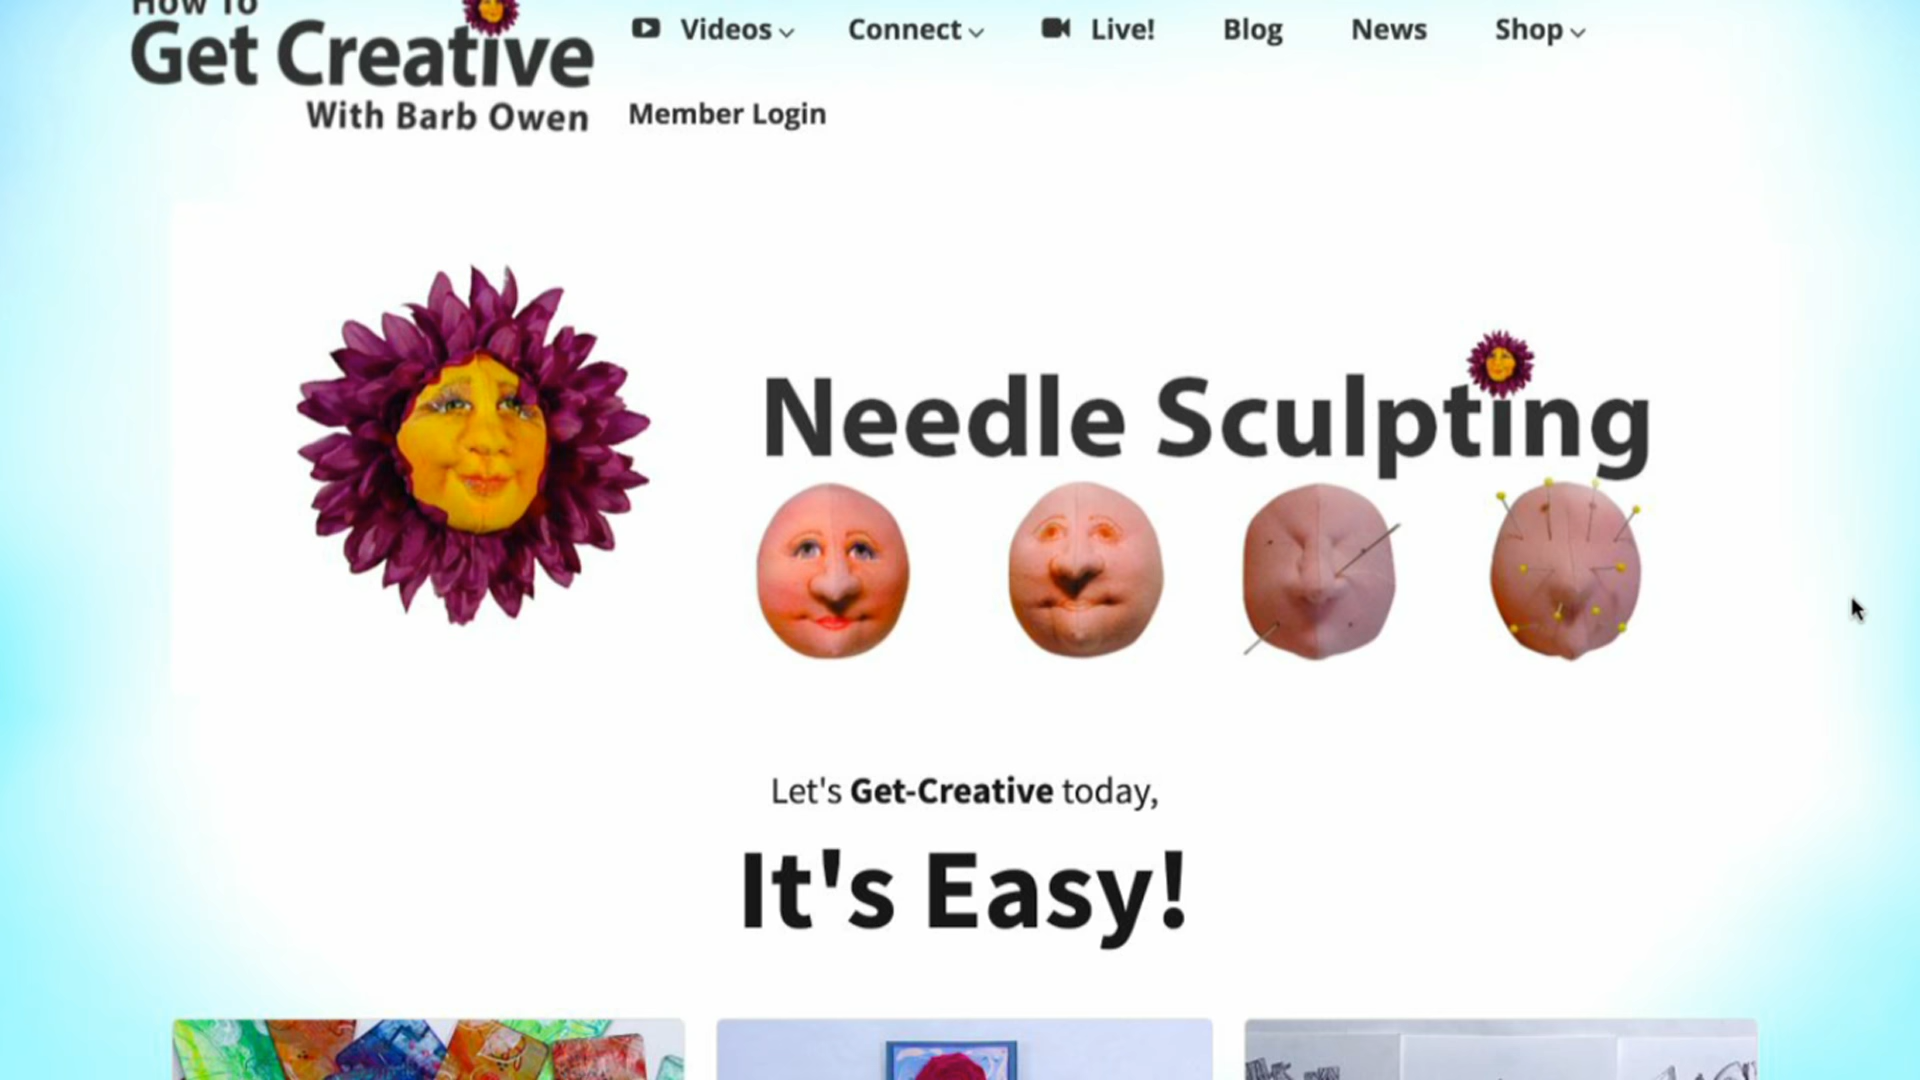 How To
Get Creative
With Barb Owen
Videos
Connect
Live!
Blog
News
Shop
Member Login
Needle Sculpting
Let's Get-Creative today,
It's Easy!